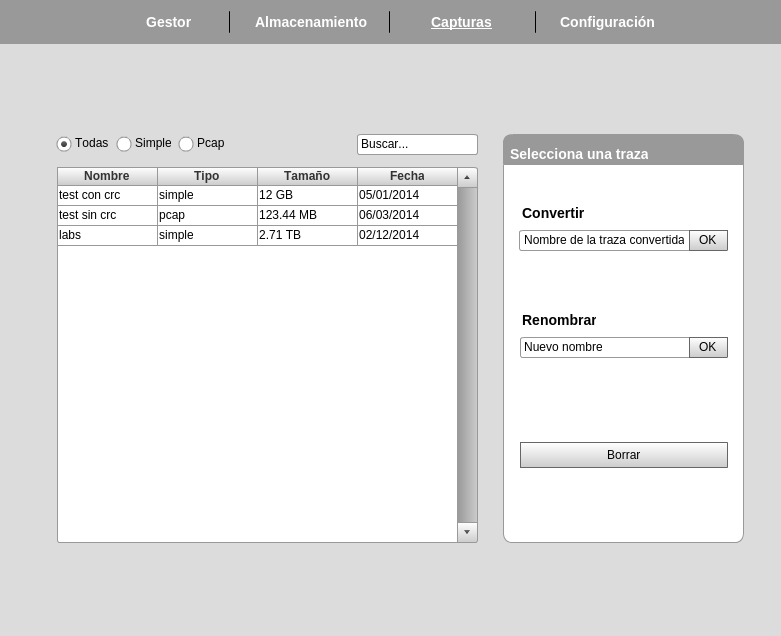 Gestor Almacenamiento Capturas Configuración
Todas Simple Pcap Buscar...
Nombre Tipo Tamaño Fecha
test con crc simple 12 GB 05/01/2014
test sin crc pcap 123.44 MB 06/03/2014
labs simple 2.71 TB 02/12/2014
Selecciona una traza
Convertir
Nombre de la traza convertida OK
Renombrar
Nuevo nombre OK
Borrar